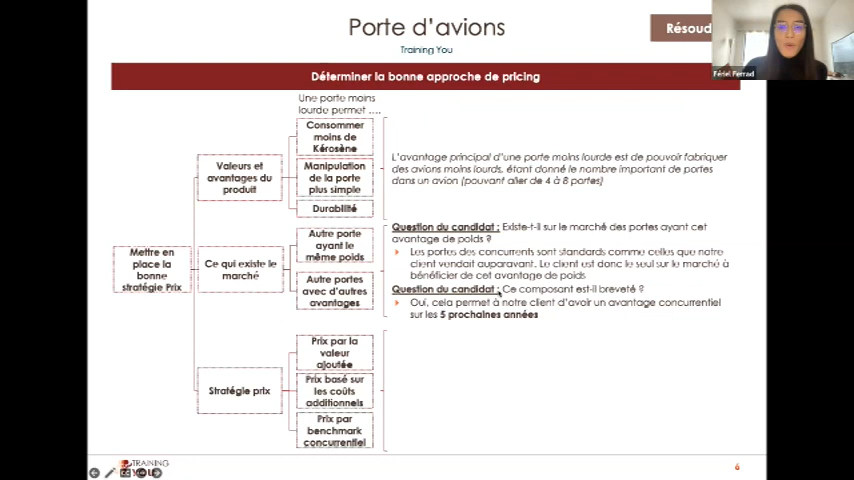 Porte d'avions
Training You
Résoud
Fériel Ferrad
Déterminer la bonne approche de pricing
Une porte moins
lourde permet ....
Consommer
moins de
Kérosène
Valeurs et
avantages du
produit
Manipulation
de la porte
plus simple
Durabilité
L'avantage principal d'une porte moins lourde est de pouvoir fabriquer
des avions moins lourds, étant donné le nombre important de portes
dans un avion (pouvant aller de 4 à 8 portes)
Mettre en
place la
bonne
stratégie Prix
Ce qui existe le
marché
Autre porte
ayant le
même poids
Autre portes
avec d'autres
avantages
Question du candidat : Existe-t-il sur le marché des portes ayant cet
avantage de poids ?
Les portes des concurrents sont standards comme celles que notre
client vendait auparavant. Le client est donc le seul sur le marché à
bénéficier de cet avantage de poids
Question du candidat : Ce composant est-il breveté ?
Oui, cela permet à notre client d'avoir un avantage concurrentiel
sur les 5 prochaines années
Stratégie prix
Prix par la
valeur
ajoutée
Prix basé sur
les coûts
additionnels
Prix par
benchmark
concurrentiel
TRAINING
YOU
6